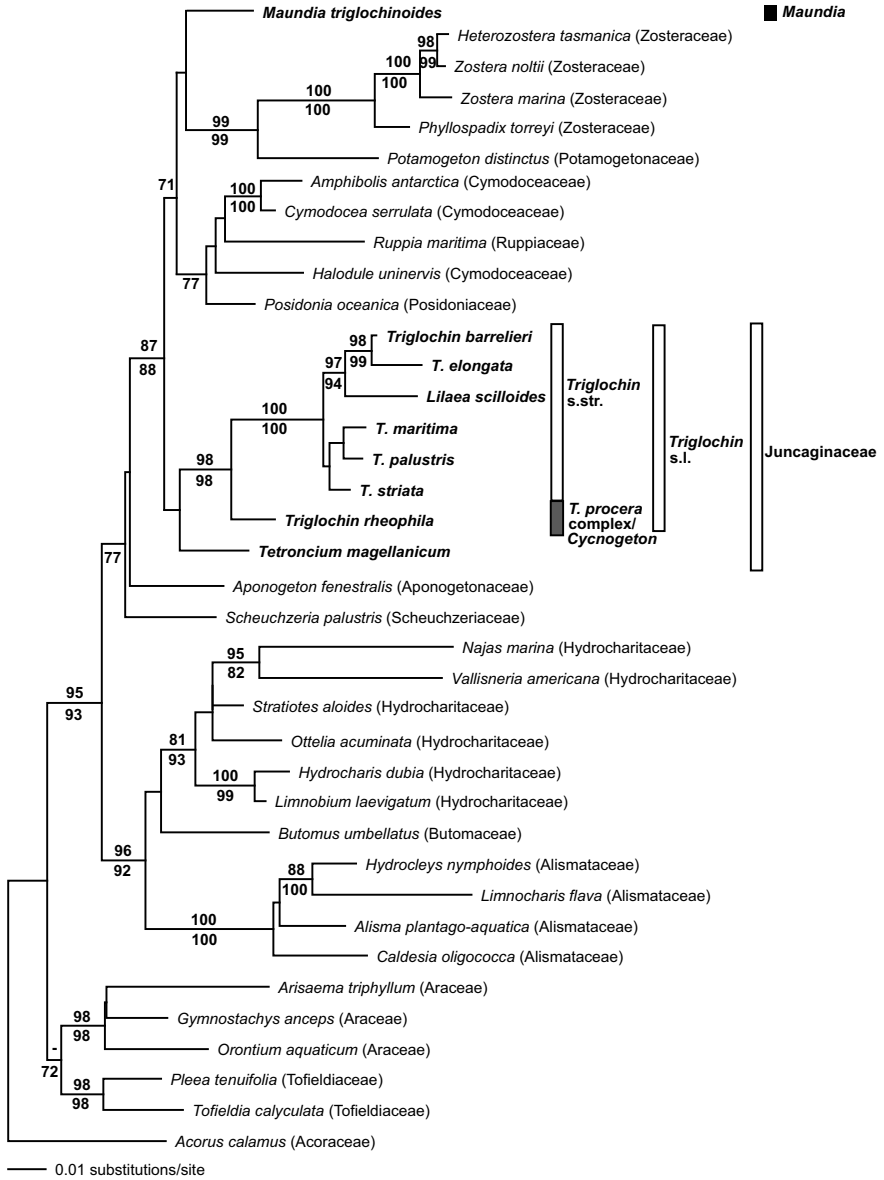 Maundia triglochinoides
Maundia
98
Heterozostera tasmanica (Zosteraceae)
99
Zostera noltii (Zosteraceae)
100
100
Zostera marina (Zosteraceae)
100
100
Phyllospadix torreyi (Zosteraceae)
99
99
Potamogeton distinctus (Potamogetonaceae)
71
Amphibolis antarctica (Cymodoceaceae)
100
100
Cymodocea serrulata (Cymodoceaceae)
Ruppia maritima (Ruppiaceae)
77
Halodule uninervis (Cymodoceaceae)
Posidonia oceanica (Posidoniaceae)
87
88
98
99
Triglochin barrelieri
97
94
T. elongata
Lilaea scilloides
100
100
T. maritima
T. palustris
98
98
T. striata
Triglochin rheophila
Tetroncium magellanicum
Triglochin
s.str.
T. procera
complex/
Cycnogeton
Triglochin
s.l.
Juncaginaceae
77
Aponogeton fenestralis (Aponogetonaceae)
Scheuchzeria palustris (Scheuchzeriaceae)
95
93
95
82
Najas marina (Hydrocharitaceae)
Vallisneria americana (Hydrocharitaceae)
Stratiotes aloides (Hydrocharitaceae)
81
93
Ottelia acuminata (Hydrocharitaceae)
100
99
Hydrocharis dubia (Hydrocharitaceae)
Limnobium laevigatum (Hydrocharitaceae)
Butomus umbellatus (Butomaceae)
96
92
88
100
Hydrocleys nymphoides (Alismataceae)
Limnocharis flava (Alismataceae)
100
100
Alisma plantago-aquatica (Alismataceae)
Caldesia oligococca (Alismataceae)
Arisaema triphyllum (Araceae)
98
98
Gymnostachys anceps (Araceae)
Orontium aquaticum (Araceae)
-
72
98
98
Pleea tenuifolia (Tofieldiaceae)
Tofieldia calyculata (Tofieldiaceae)
Acorus calamus (Acoraceae)
0.01 substitutions/site